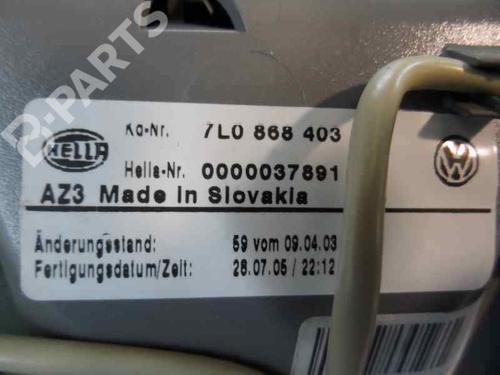 B-PARTS
HELLA
Kd-Nr. 7L0 868 403
Hella-Nr. 0000037891
AZ3 Made in Slovakia
Änderungsstand: 59 vom 09.04.03
Fertigungsdatum/Zeit: 28.07.05 / 22:12